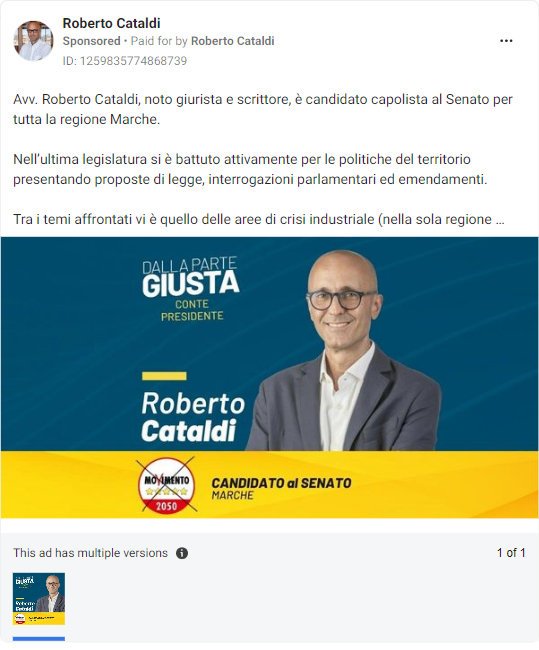 Roberto Cataldi
Sponsored • Paid for by Roberto Cataldi
ID: 1259835774868739
Avv. Roberto Cataldi, noto giurista e scrittore, è candidato capolista al Senato per
tutta la regione Marche.
Nell'ultima legislatura si è battuto attivamente per le politiche del territorio
presentando proposte di legge, interrogazioni parlamentari ed emendamenti.
Tra i temi affrontati vi è quello delle aree di crisi industriale (nella sola regione ...
DALLA PARTE
GIUSTA
CONTE
PRESIDENTE
Roberto
Cataldi
MOVIMENTO
2050
CANDIDATO al SENATO
MARCHE
This ad has multiple versions
1 of 1
GIUSTA
Roberto
Cataldi